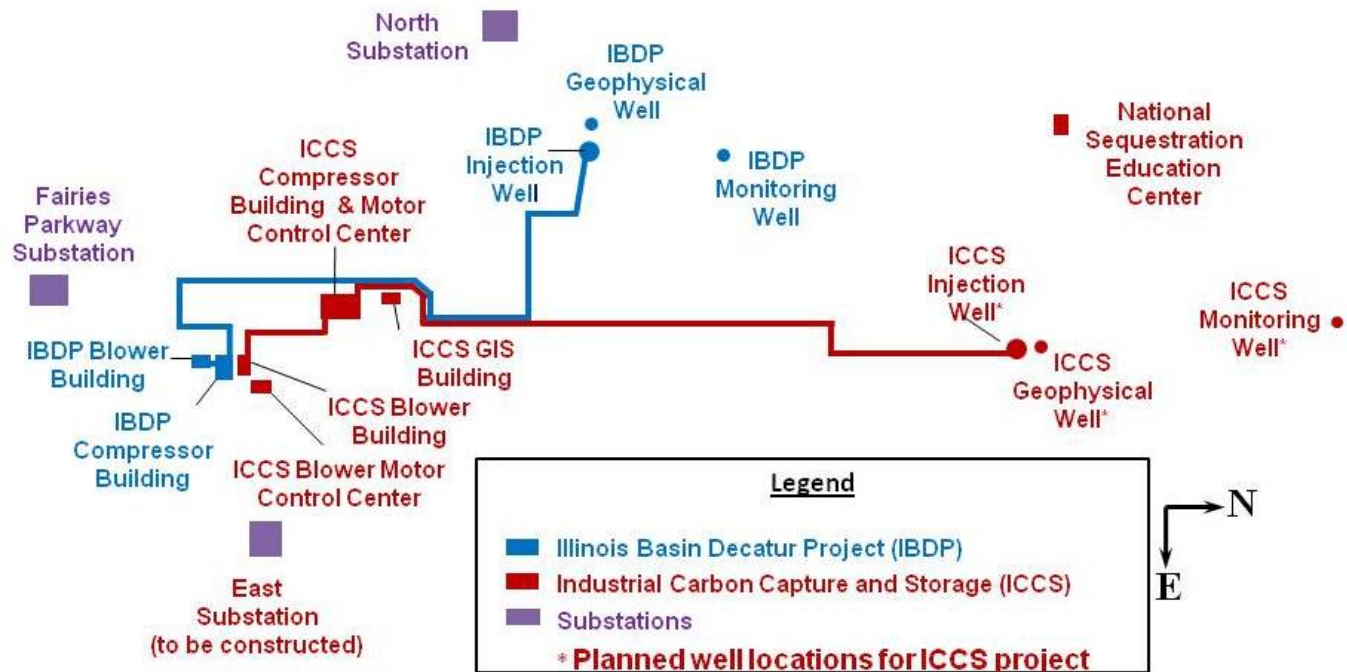 North
Substation
IBDP
Geophysical
Well
IBDP
Injection
Well
IBDP
Monitoring
Well
National
Sequestration
Education
Center
ICCS
Compressor
Building & Motor
Control Center
Fairies
Parkway
Substation
ICCS
Injection
Well*
ICCS
Monitoring
Well*
IBDP Blower
Building
ICCS GIS
Building
ICCS
Geophysical
Well*
IBDP
Compressor
Building
ICCS Blower
Building
ICCS Blower Motor
Control Center
East
Substation
(to be constructed)
Legend
Illinois Basin Decatur Project (IBDP)
Industrial Carbon Capture and Storage (ICCS)
Substations
* Planned well locations for ICCS project
N
E